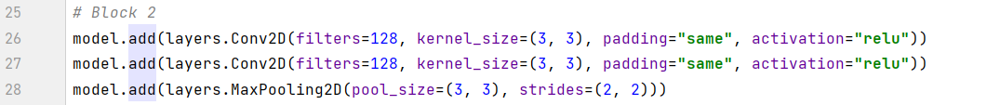 25 # Block 2
26 model.add(layers.Conv2D(filters=128, kernel_size=(3, 3), padding="same", activation="relu"))
27 model.add(layers.Conv2D(filters=128, kernel_size=(3, 3), padding="same", activation="relu"))
28 model.add(layers.MaxPooling2D(pool_size=(3, 3), strides=(2, 2)))